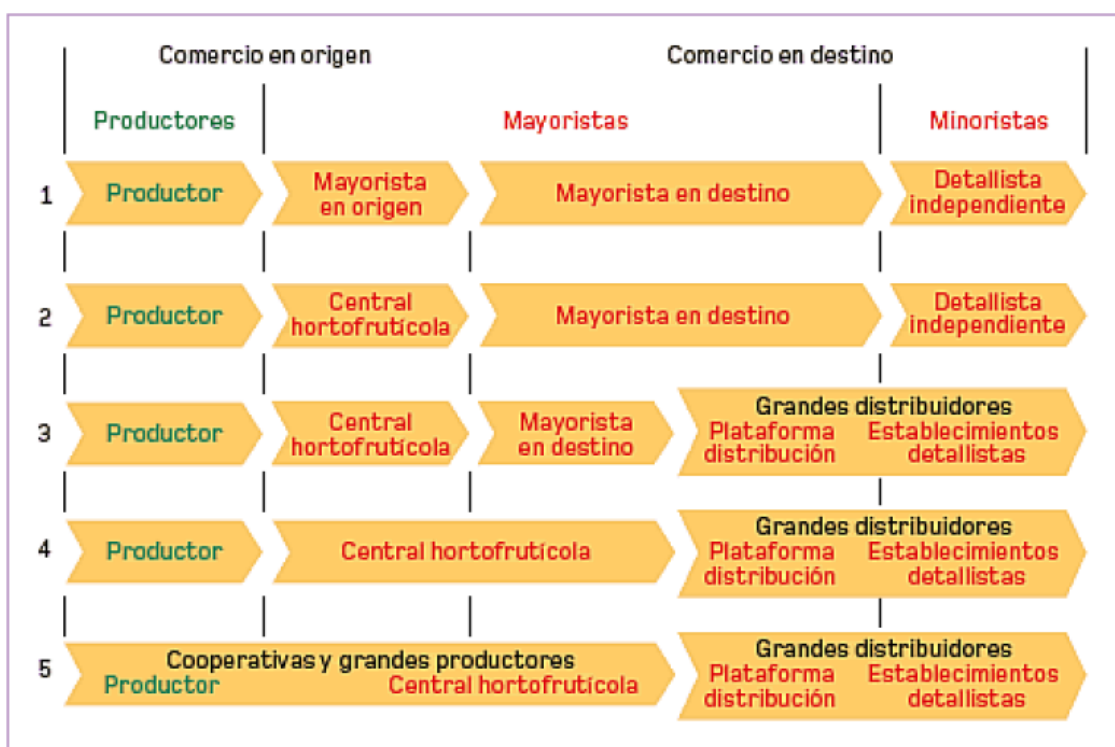 Comercio en origen Comercio en destino
Productores Mayoristas Minoristas
1 Productor Mayorista en origen Mayorista en destino Detallista independiente
2 Productor Central hortofrutícola Mayorista en destino Detallista independiente
3 Productor Central hortofrutícola Mayorista en destino Grandes distribuidores Plataforma distribución Establecimientos detallistas
4 Productor Central hortofrutícola Grandes distribuidores Plataforma distribución Establecimientos detallistas
5 Cooperativas y grandes productores Productor Central hortofrutícola Grandes distribuidores Plataforma distribución Establecimientos detallistas